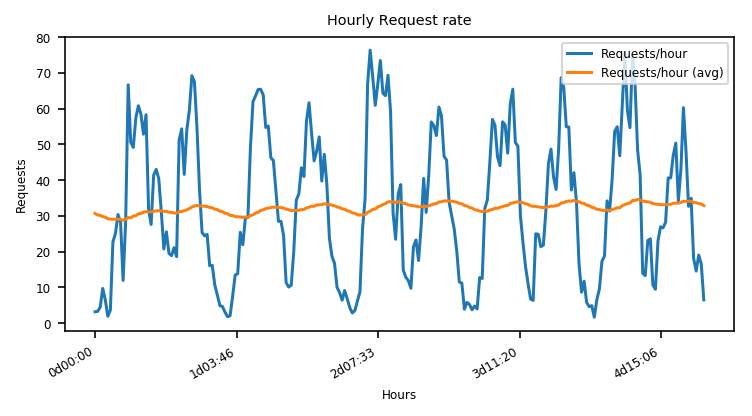 Hourly Request rate
Requests/hour
Requests/hour (avg)
80
70
60
50
40
30
20
10
0
Requests
0d00:00
1d03:46
2d07:33
3d11:20
4d15:06
Hours